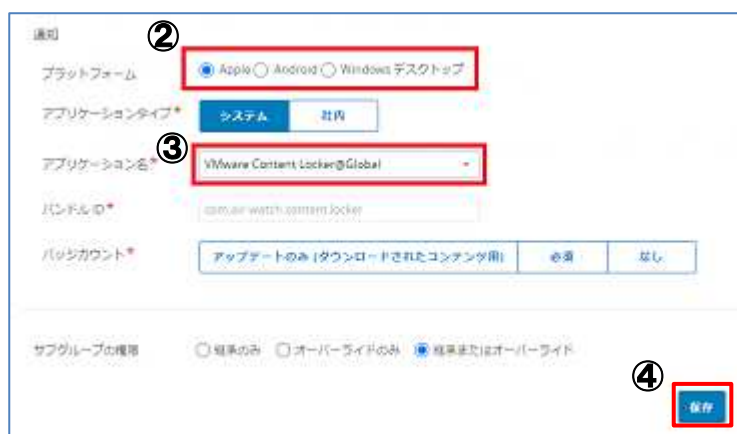 通知
②
プラットフォーム Apple Android Windows デスクトップ
アプリケーションタイプ* システム 社内
③
アプリケーション名* VMware Content Locker@Global
バンドル ID* com.air-watch.content.locker
バッジカウント* アップデートのみ (ダウンロードされたコンテンツ用) 必須 なし
サブグループの権限 継承のみ オーバーライドのみ 継承またはオーバーライド
④
保存